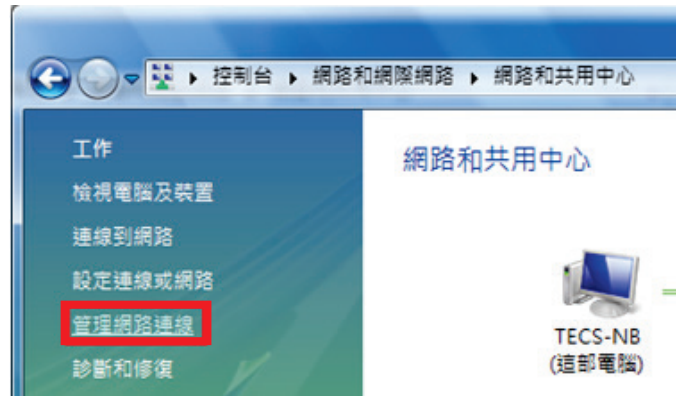 控制台 ▸ 網路和網際網路 ▸ 網路和共用中心
工作
檢視電腦及裝置
連線到網路
設定連線或網路
管理網路連線
診斷和修復
網路和共用中心
TECS-NB
(這部電腦)